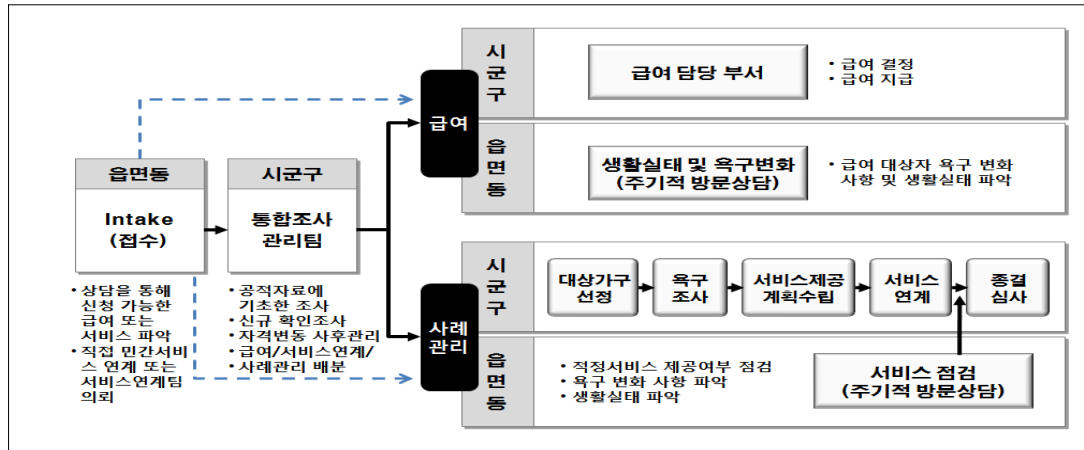 읍면동
Intake
(접수)
• 상담을 통해
신청 가능한
급여 또는
서비스 파악
• 직접 민간서비
스 연계 또는
서비스연계팀
의뢰
시군구
통합조사
관리팀
• 공적자료에
기초한 조사
• 신규 확인조사
• 자격변동 사후관리
• 급여/서비스연계/
• 사례관리 배분
급여
시군구
급여 담당 부서
• 급여 결정
• 급여 지급
읍면동
생활실태 및 욕구변화
(주기적 방문상담)
• 급여 대상자 욕구 변화
사항 및 생활실태 파악
사례
관리
시군구
대상가구
선정
욕구
조사
서비스제공
계획수립
서비스
연계
종결
심사
읍면동
• 적정서비스 제공여부 점검
• 욕구 변화 사항 파악
• 생활실태 파악
서비스 점검
(주기적 방문상담)